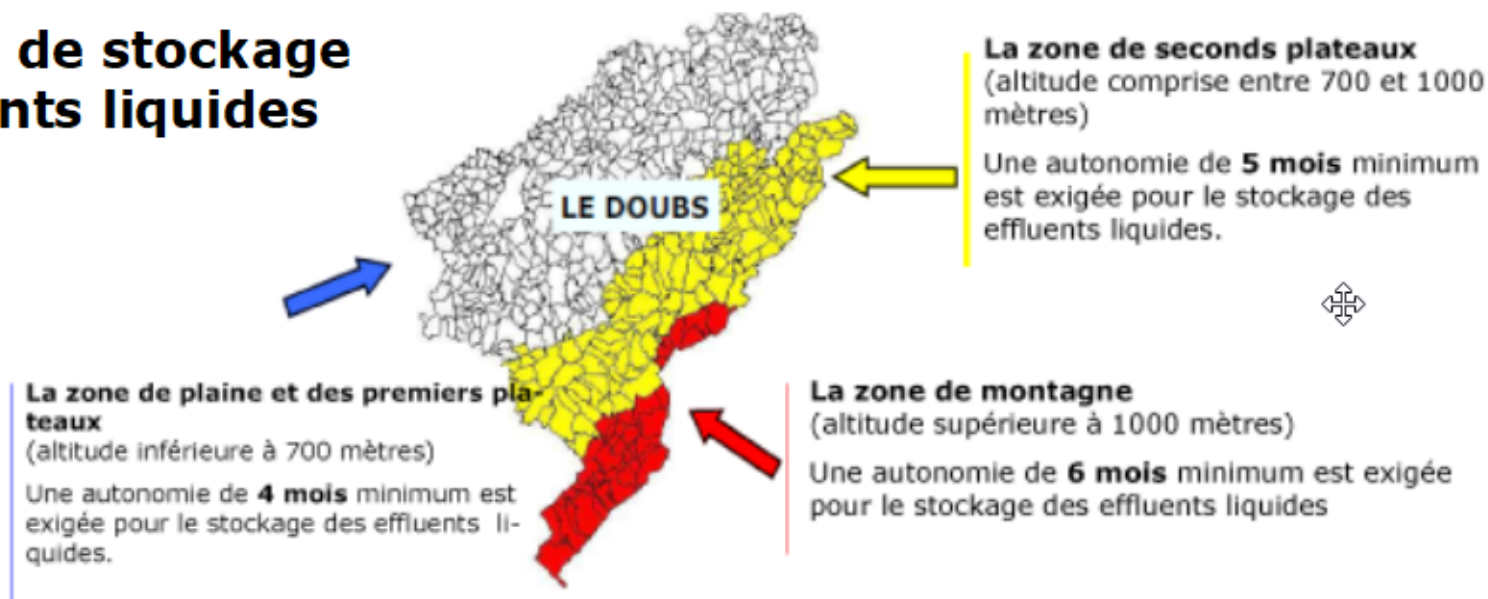 de stockage
nts liquides
LE DOUBS
La zone de seconds plateaux
(altitude comprise entre 700 et 1000
mètres)
Une autonomie de 5 mois minimum
est exigée pour le stockage des
effluents liquides.
La zone de plaine et des premiers pla-
teaux
(altitude inférieure à 700 mètres)
Une autonomie de 4 mois minimum est
exigée pour le stockage des effluents li-
quides.
La zone de montagne
(altitude supérieure à 1000 mètres)
Une autonomie de 6 mois minimum est exigée
pour le stockage des effluents liquides